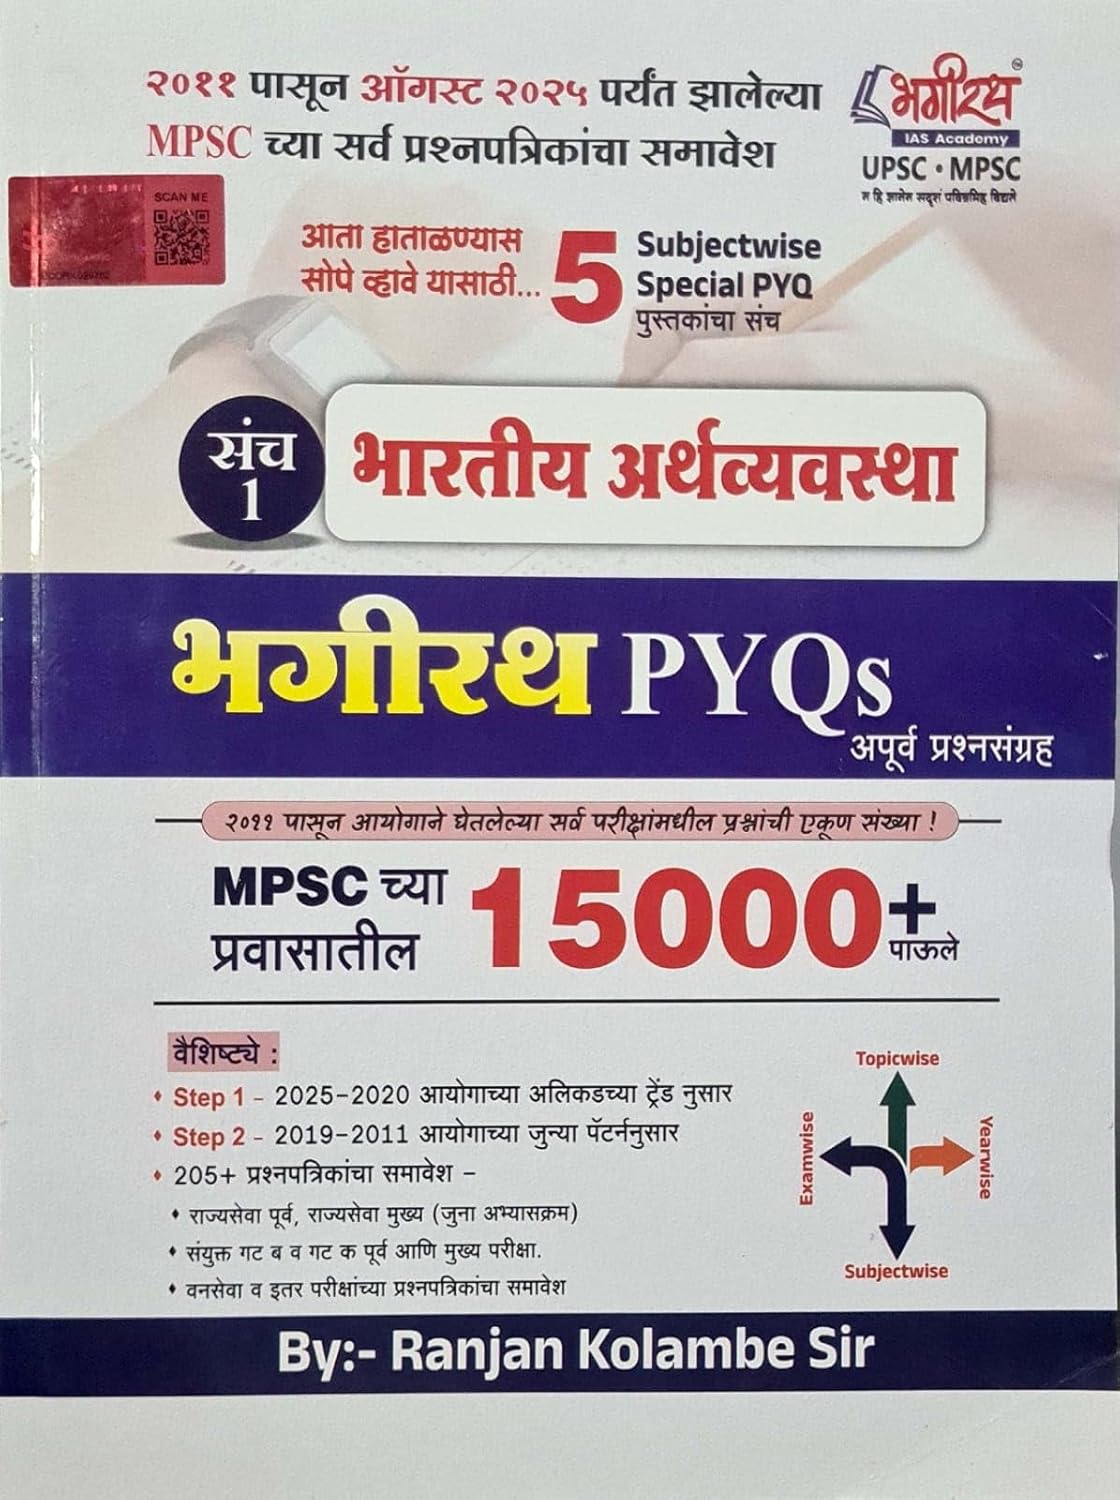 २०११ पासून ऑगस्ट २०२५ पर्यंत झालेल्या
MPSC च्या सर्व प्रश्नपत्रिकांचा समावेश
भगीरथ
IAS Academy
UPSC • MPSC
न हि ज्ञानेन सदृशं पवित्रमिह विद्यते
SCAN ME
आता हाताळण्यास
सोपे व्हावे यासाठी...
5
Subjectwise
Special PYQ
पुस्तकांचा संच
संच
1
भारतीय अर्थव्यवस्था
भगीरथ PYQs
अपूर्व प्रश्नसंग्रह
२०११ पासून आयोगाने घेतलेल्या सर्व परीक्षांमधील प्रश्नांची एकूण संख्या !
MPSC च्या
प्रवासातील
15000+
पाऊले
वैशिष्ट्ये :
• Step 1 - 2025-2020 आयोगाच्या अलिकडच्या ट्रेंड नुसार
• Step 2 - 2019-2011 आयोगाच्या जुन्या पॅटर्ननुसार
• 205+ प्रश्नपत्रिकांचा समावेश -
• राज्यसेवा पूर्व, राज्यसेवा मुख्य (जुना अभ्यासक्रम)
• संयुक्त गट ब व गट क पूर्व आणि मुख्य परीक्षा.
• वनसेवा व इतर परीक्षांच्या प्रश्नपत्रिकांचा समावेश
Topicwise
Examwise
Yearwise
Subjectwise
By:- Ranjan Kolambe Sir